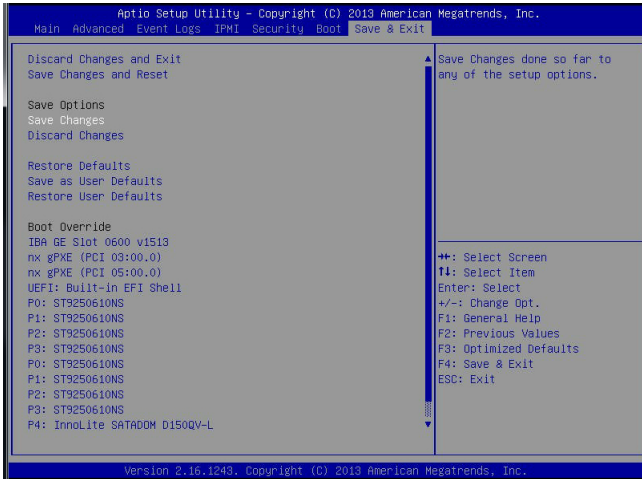 Aptio Setup Utility – Copyright (C) 2013 American Megatrends, Inc.
Main Advanced Event Logs IPMI Security Boot Save & Exit
Discard Changes and Exit
Save Changes and Reset
Save Options
Save Changes
Discard Changes
Restore Defaults
Save as User Defaults
Restore User Defaults
Boot Override
IBA GE Slot 0600 v1513
nx gPXE (PCI 03:00.0)
nx gPXE (PCI 05:00.0)
UEFI: Built-in EFI Shell
P0: ST9250610NS
P1: ST9250610NS
P2: ST9250610NS
P3: ST9250610NS
P0: ST9250610NS
P1: ST9250610NS
P2: ST9250610NS
P3: ST9250610NS
P4: InnoLite SATADOM D150QV-L
Save Changes done so far to
any of the setup options.
→←: Select Screen
↑↓: Select Item
Enter: Select
+/-: Change Opt.
F1: General Help
F2: Previous Values
F3: Optimized Defaults
F4: Save & Exit
ESC: Exit
Version 2.16.1243. Copyright (C) 2013 American Megatrends, Inc.